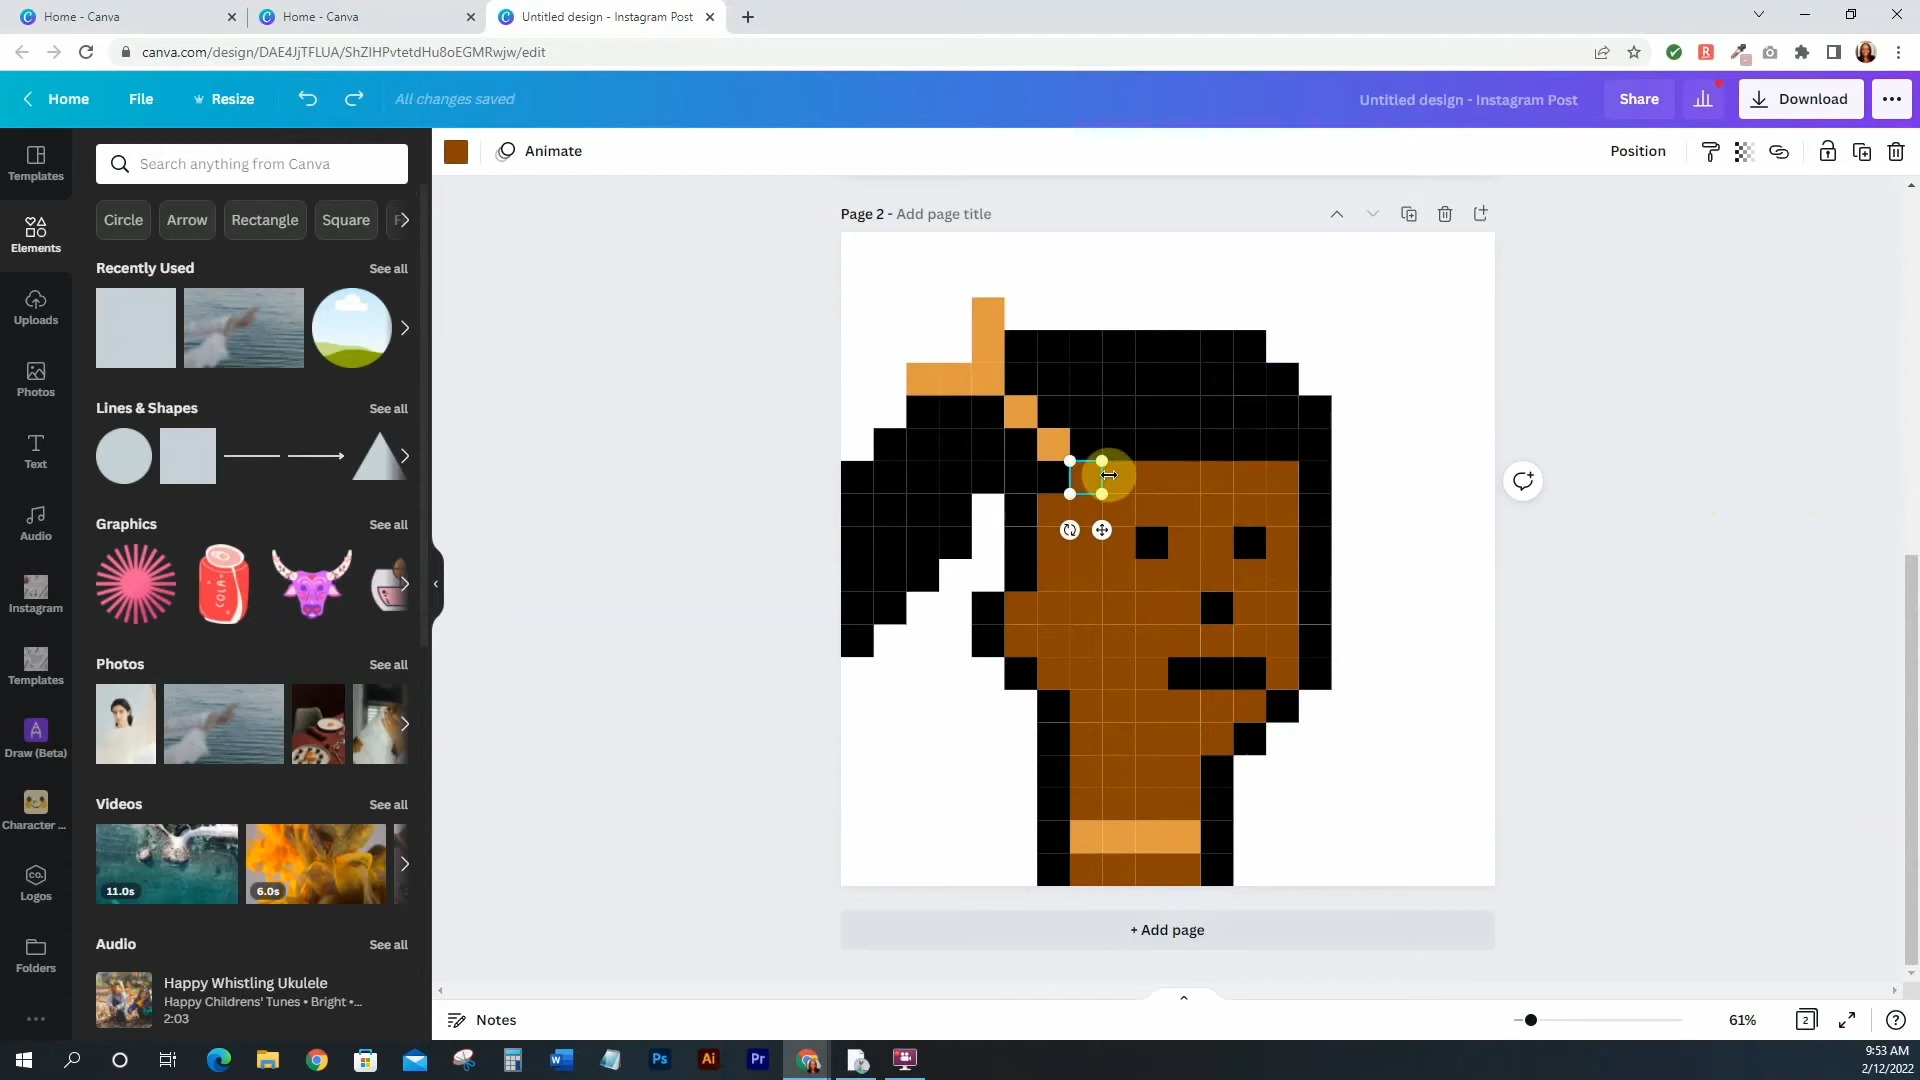 Home - Canva
Home - Canva
Untitled design - Instagram Post
canva.com/design/DAE4JjTFLUA/ShZIHPvtetdHu8oEGMRwjw/edit
Home
File
Resize
All changes saved
Untitled design - Instagram Post
Share
Download
Templates
Search anything from Canva
Animate
Position
Circle
Arrow
Rectangle
Square
Elements
Page 2 - Add page title
Recently Used
See all
Uploads
Photos
Lines & Shapes
See all
Text
Graphics
See all
Audio
COLA
Instagram
Photos
See all
Templates
Draw (Beta)
Videos
See all
Character ...
11.0s
6.0s
CO.
Logos
+ Add page
Audio
See all
Folders
Happy Whistling Ukulele
Happy Childrens' Tunes • Bright •...
2:03
Notes
61%
2
Ps
Ai
Pr
9:53 AM
2/12/2022